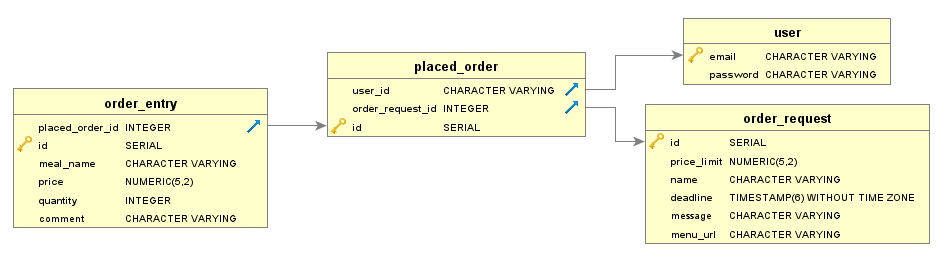 user
email CHARACTER VARYING
password CHARACTER VARYING
placed_order
user_id CHARACTER VARYING
order_request_id INTEGER
id SERIAL
order_entry
placed_order_id INTEGER
id SERIAL
meal_name CHARACTER VARYING
price NUMERIC(5,2)
quantity INTEGER
comment CHARACTER VARYING
order_request
id SERIAL
price_limit NUMERIC(5,2)
name CHARACTER VARYING
deadline TIMESTAMP(6) WITHOUT TIME ZONE
message CHARACTER VARYING
menu_url CHARACTER VARYING